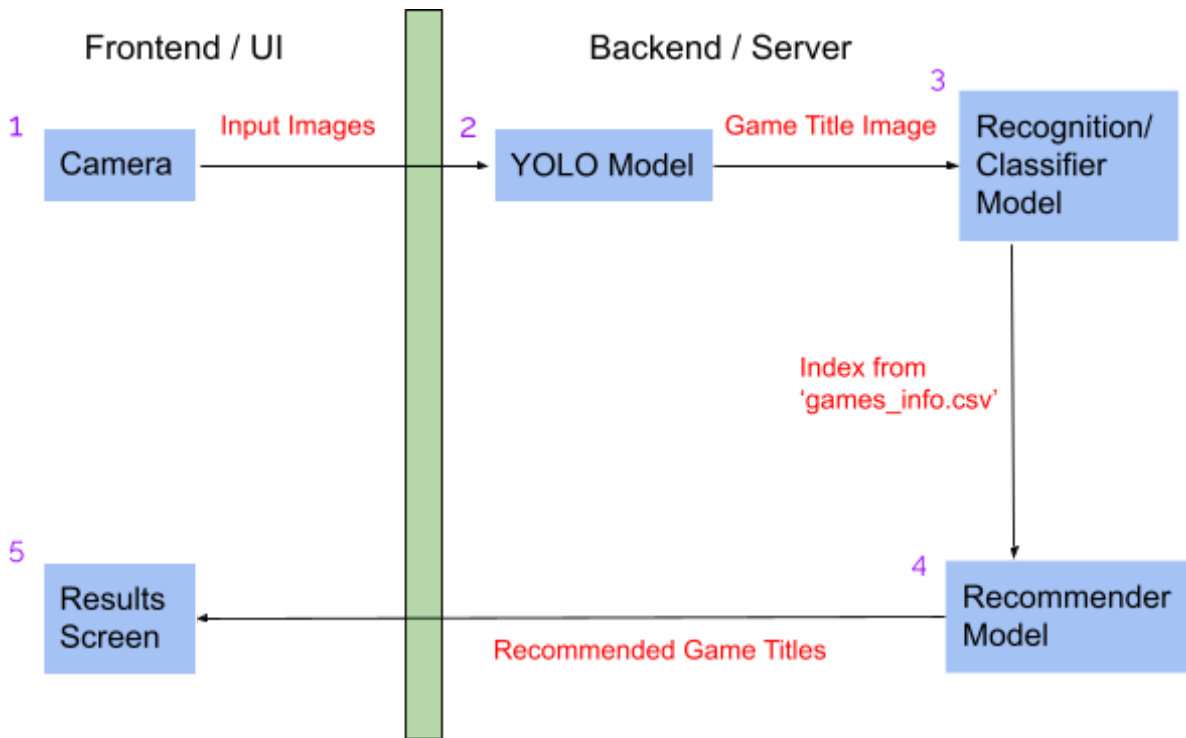 Frontend / UI
Backend / Server
1
Camera
Input Images
2
YOLO Model
Game Title Image
3
Recognition/
Classifier
Model
Index from
‘games_info.csv’
4
Recommender
Model
Recommended Game Titles
5
Results
Screen